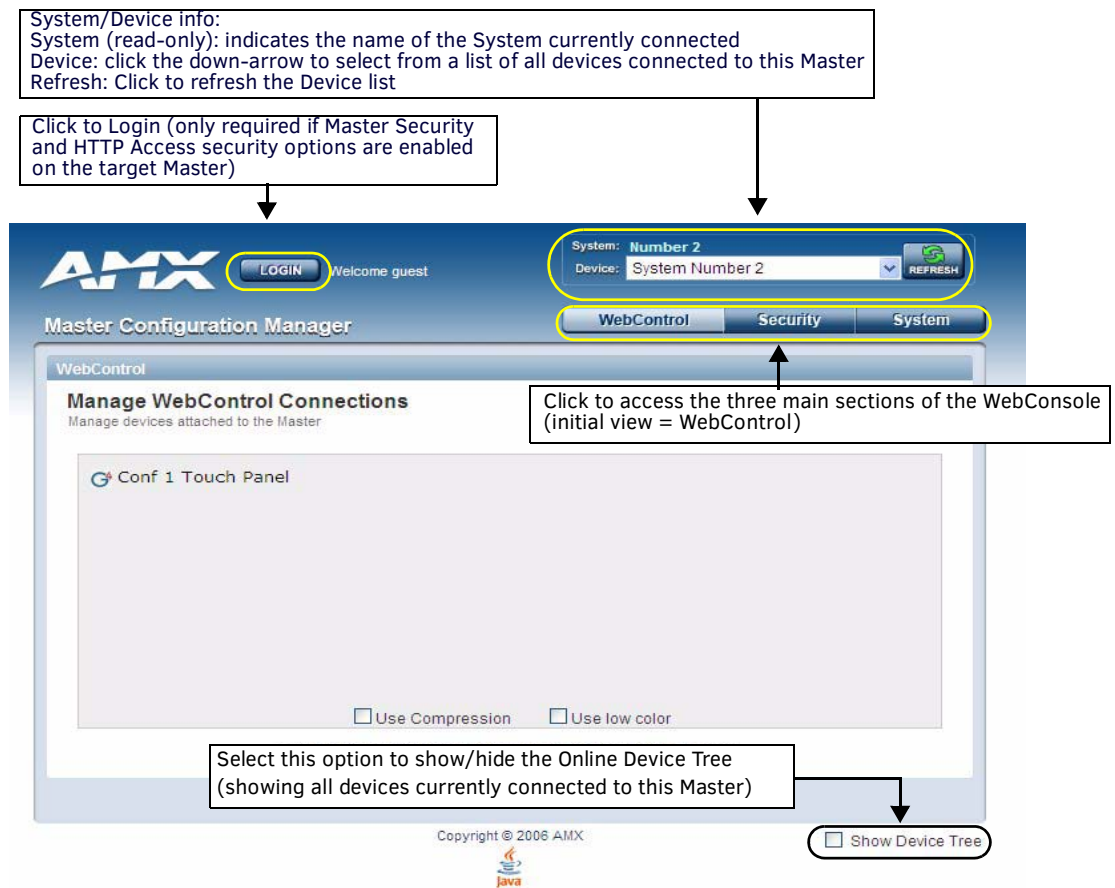 System/Device info:
System (read-only): indicates the name of the System currently connected
Device: click the down-arrow to select from a list of all devices connected to this Master
Refresh: Click to refresh the Device list
Click to Login (only required if Master Security
and HTTP Access security options are enabled
on the target Master)
AMX
LOGIN
Welcome guest
System: Number 2
Device: System Number 2
REFRESH
Master Configuration Manager
WebControl Security System
WebControl
Manage WebControl Connections
Manage devices attached to the Master
Click to access the three main sections of the WebConsole
(initial view = WebControl)
Conf 1 Touch Panel
Use Compression
Use low color
Select this option to show/hide the Online Device Tree
(showing all devices currently connected to this Master)
Copyright © 2006 AMX
Show Device Tree
Java